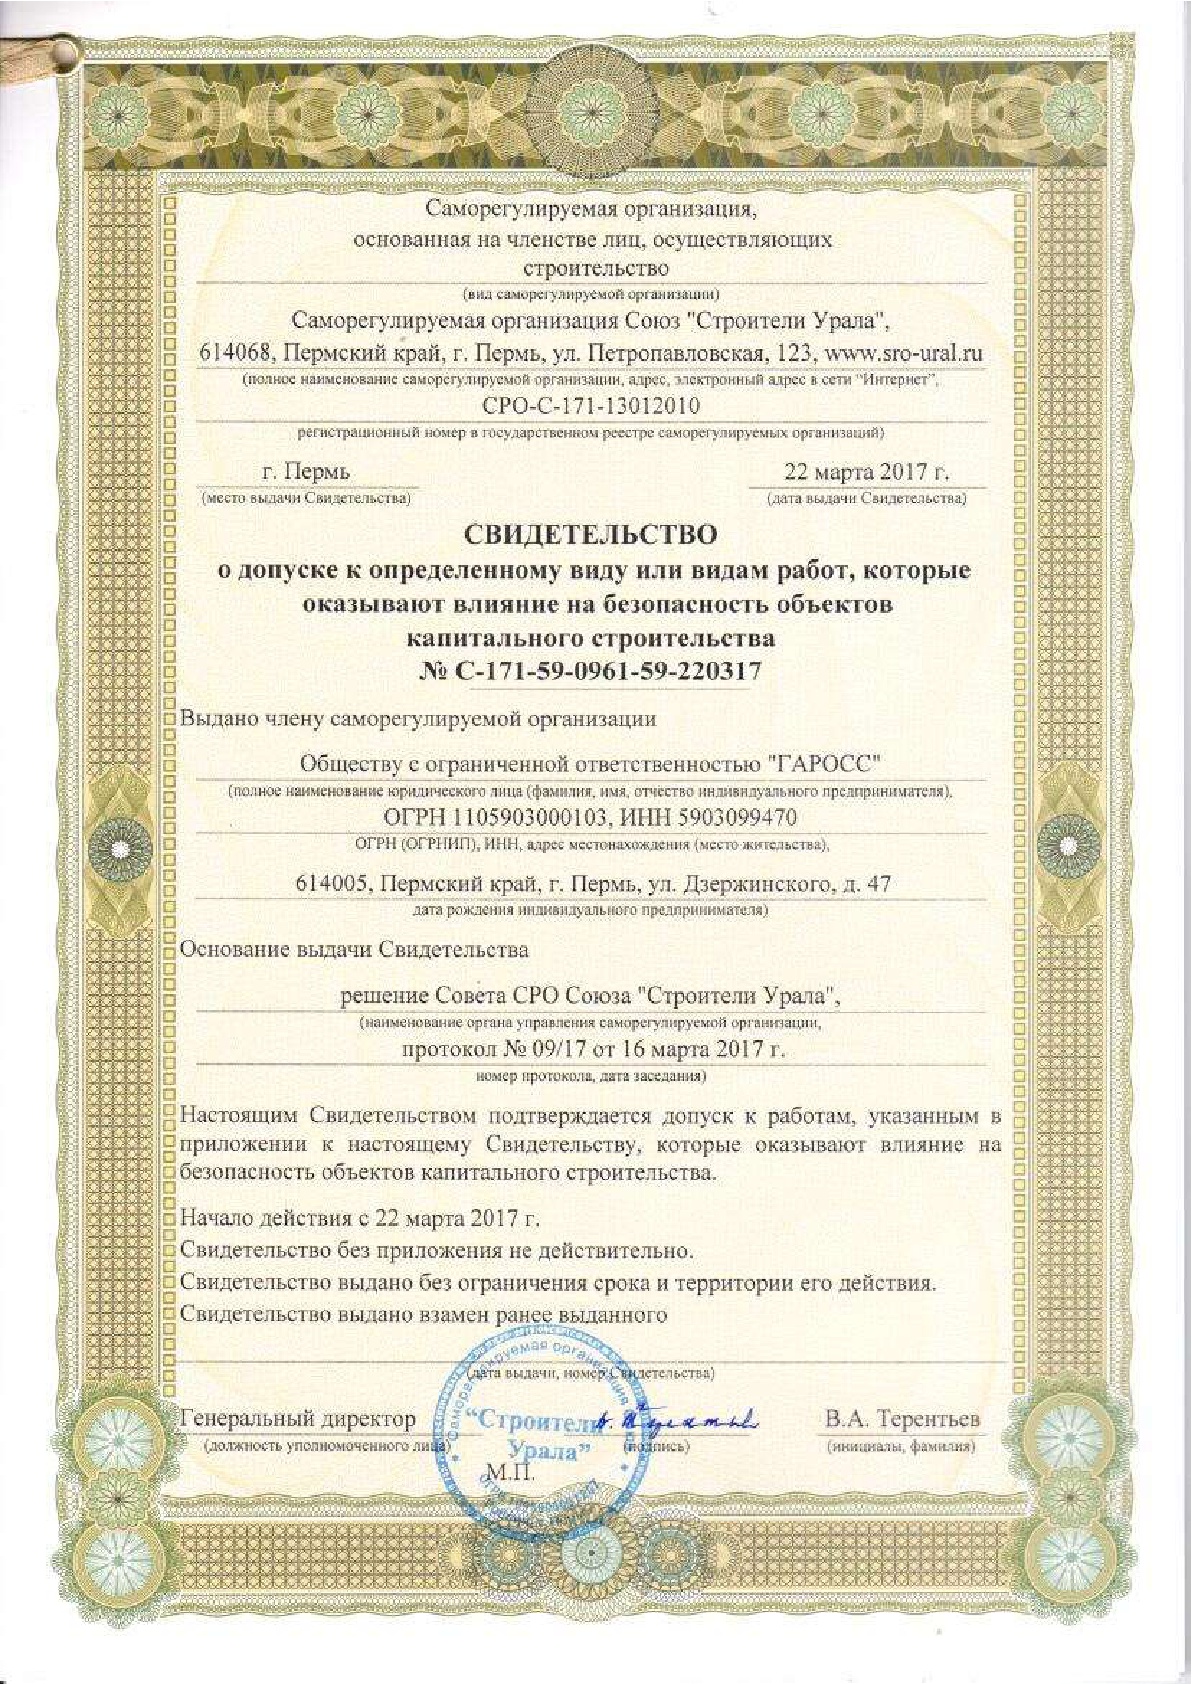 Саморегулируемая организация,
основанная на членстве лиц, осуществляющих
строительство
(вид саморегулируемой организации)
Саморегулируемая организация Союз "Строители Урала",
614068, Пермский край, г. Пермь, ул. Петропавловская, 123, www.sro-ural.ru
(полное наименование саморегулируемой организации, адрес, электронный адрес в сети "Интернет",
СРО-С-171-13012010
регистрационный номер в государственном реестре саморегулируемых организаций)
г. Пермь 22 марта 2017 г.
(место выдачи Свидетельства) (дата выдачи Свидетельства)
СВИДЕТЕЛЬСТВО
о допуске к определенному виду или видам работ, которые
оказывают влияние на безопасность объектов
капитального строительства
№ С-171-59-0961-59-220317
Выдано члену саморегулируемой организации
Обществу с ограниченной ответственностью "ГАРОСС"
(полное наименование юридического лица (фамилия, имя, отчество индивидуального предпринимателя),
ОГРН 1105903000103, ИНН 5903099470
ОГРН (ОГРНИП), ИНН, адрес местонахождения (место жительства),
614005, Пермский край, г. Пермь, ул. Дзержинского, д. 47
дата рождения индивидуального предпринимателя)
Основание выдачи Свидетельства
решение Совета СРО Союза "Строители Урала",
(наименование органа управления саморегулируемой организации,
протокол № 09/17 от 16 марта 2017 г.
номер протокола, дата заседания)
Настоящим Свидетельством подтверждается допуск к работам, указанным в
приложении к настоящему Свидетельству, которые оказывают влияние на
безопасность объектов капитального строительства.
Начало действия с 22 марта 2017 г.
Свидетельство без приложения не действительно.
Свидетельство выдано без ограничения срока и территории его действия.
Свидетельство выдано взамен ранее выданного
(дата выдачи, номер Свидетельства)
Генеральный директор В.А. Терентьев
(должность уполномоченного лица) (подпись) (инициалы, фамилия)
М.П.
Саморегулируемая организация
"Строители
Урала"